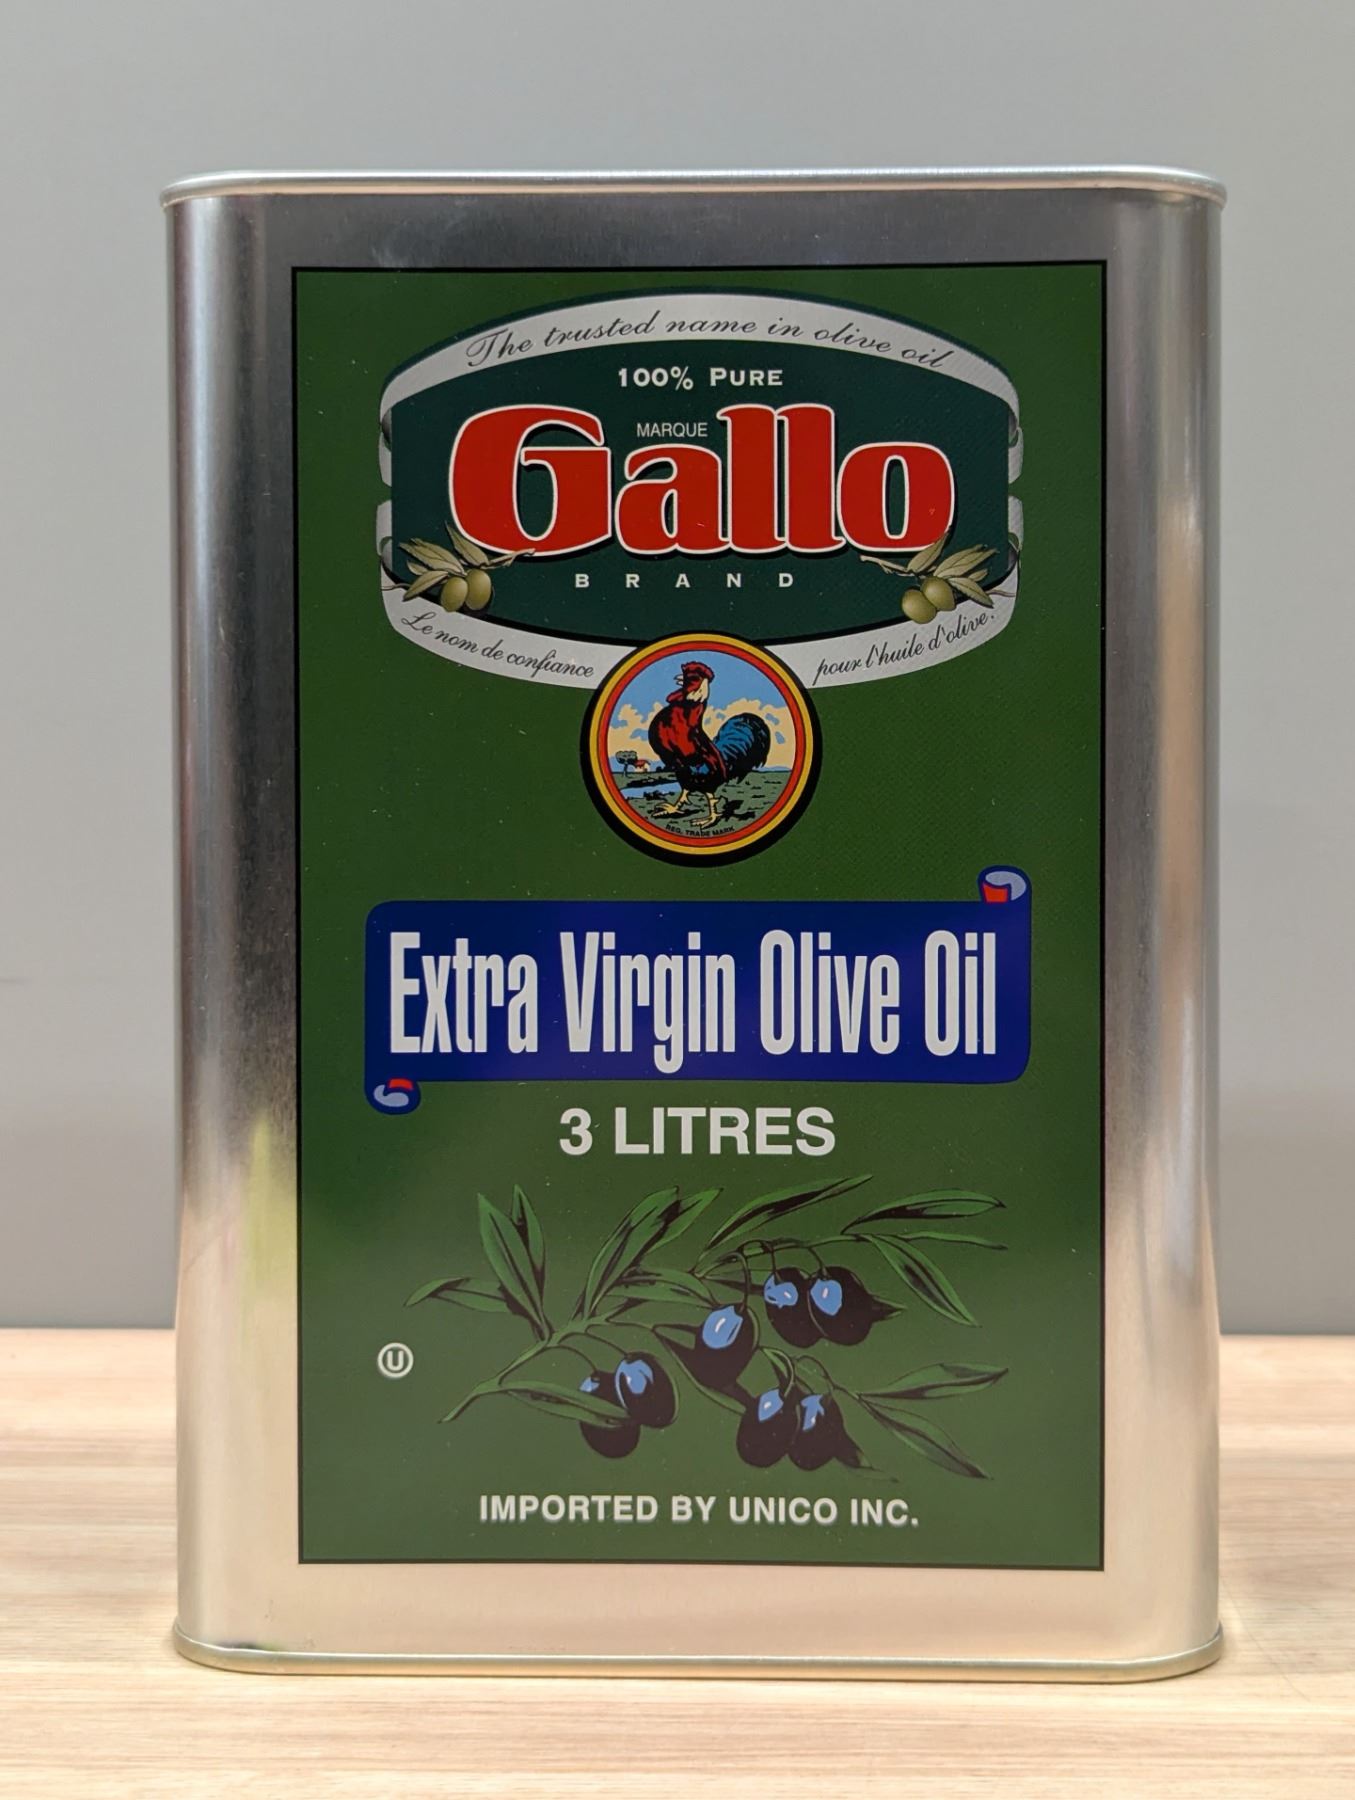 The trusted name in olive oil
100% PURE
MARQUE
Gallo
BRAND
Le nom de confiance pour l'huile d'olive.
REG. TRADE MARK
Extra Virgin Olive Oil
3 LITRES
U
IMPORTED BY UNICO INC.